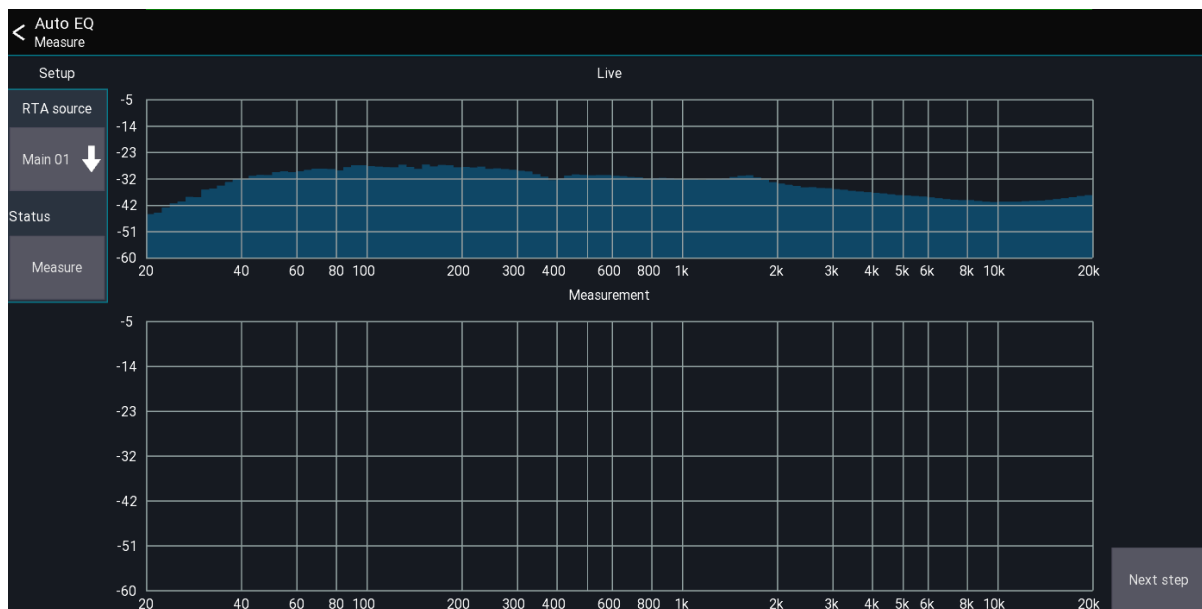 Auto EQ
Measure
Setup
Live
RTA source
Main 01
Status
Measure
-5
-14
-23
-32
-42
-51
-60
20 40 60 80 100 200 300 400 600 800 1k 2k 3k 4k 5k 6k 8k 10k 20k
Measurement
-5
-14
-23
-32
-42
-51
-60
20 40 60 80 100 200 300 400 600 800 1k 2k 3k 4k 5k 6k 8k 10k 20k
Next step